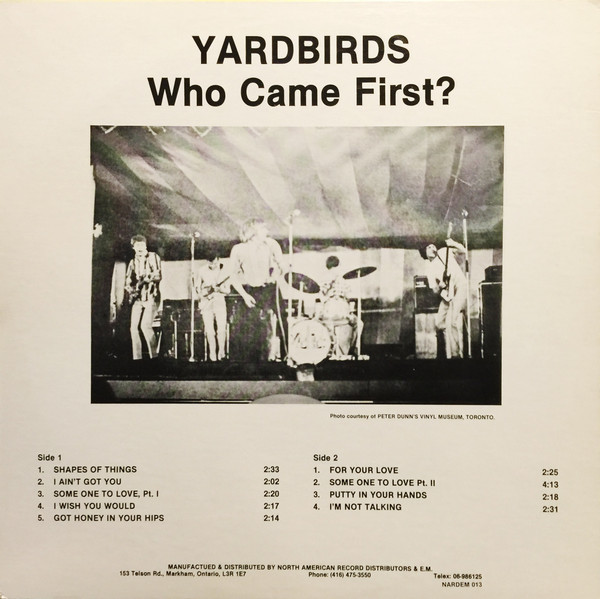 YARDBIRDS
Who Came First?
Photo courtesy of PETER DUNN'S VINYL MUSEUM, TORONTO.
Side 1
1. SHAPES OF THINGS 2:33
2. I AIN'T GOT YOU 2:02
3. SOME ONE TO LOVE, Pt. I 2:20
4. I WISH YOU WOULD 2:17
5. GOT HONEY IN YOUR HIPS 2:14
Side 2
1. FOR YOUR LOVE 2:25
2. SOME ONE TO LOVE Pt. II 4:13
3. PUTTY IN YOUR HANDS 2:18
4. I'M NOT TALKING 2:31
MANUFACTUED & DISTRIBUTED BY NORTH AMERICAN RECORD DISTRIBUTORS & E.M.
153 Telson Rd., Markham, Ontario, L3R 1E7 Phone: (416) 475-3550 Telex: 06-986125
NARDEM 013